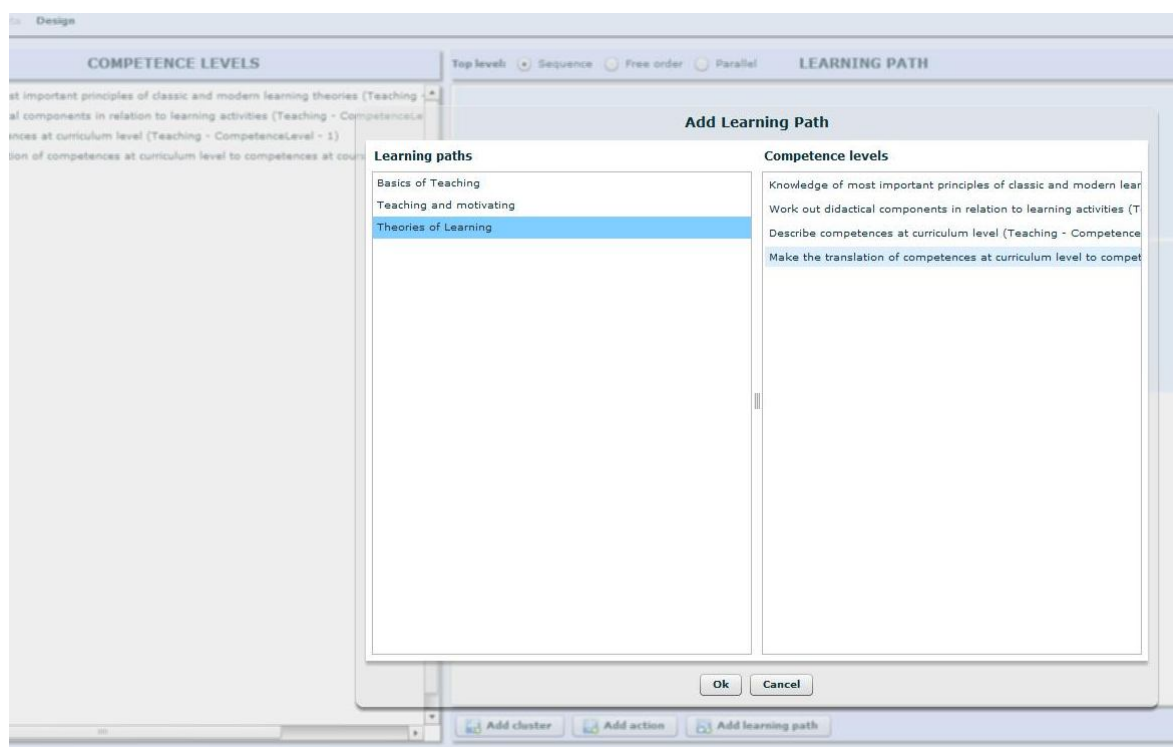 Design
COMPETENCE LEVELS
Top level: Sequence Free order Parallel
LEARNING PATH
st important principles of classic and modern learning theories (Teaching -
al components in relation to learning activities (Teaching - CompetenceLe
nces at curriculum level (Teaching - CompetenceLevel - 1)
ion of competences at curriculum level to competences at cours
Add Learning Path
Learning paths
Basics of Teaching
Teaching and motivating
Theories of Learning
Competence levels
Knowledge of most important principles of classic and modern lear
Work out didactical components in relation to learning activities (T
Describe competences at curriculum level (Teaching - Competence
Make the translation of competences at curriculum level to compet
Ok
Cancel
Add cluster
Add action
Add learning path